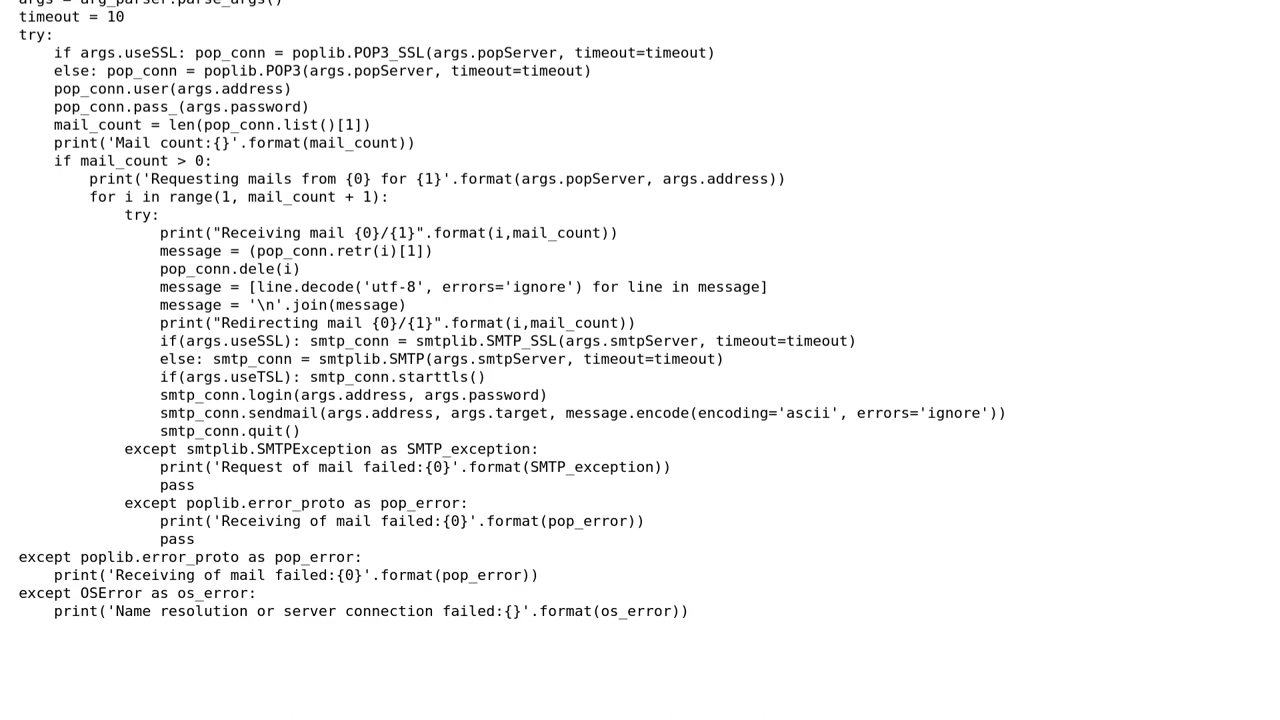 args = arg_parser.parse_args()
timeout = 10
try:
    if args.useSSL: pop_conn = poplib.POP3_SSL(args.popServer, timeout=timeout)
    else: pop_conn = poplib.POP3(args.popServer, timeout=timeout)
    pop_conn.user(args.address)
    pop_conn.pass_(args.password)
    mail_count = len(pop_conn.list()[1])
    print('Mail count:{}'.format(mail_count))
    if mail_count > 0:
        print('Requesting mails from {0} for {1}'.format(args.popServer, args.address))
        for i in range(1, mail_count + 1):
            try:
                print("Receiving mail {0}/{1}".format(i,mail_count))
                message = (pop_conn.retr(i)[1])
                pop_conn.dele(i)
                message = [line.decode('utf-8', errors='ignore') for line in message]
                message = '\n'.join(message)
                print("Redirecting mail {0}/{1}".format(i,mail_count))
                if(args.useSSL): smtp_conn = smtplib.SMTP_SSL(args.smtpServer, timeout=timeout)
                else: smtp_conn = smtplib.SMTP(args.smtpServer, timeout=timeout)
                if(args.useTSL): smtp_conn.starttls()
                smtp_conn.login(args.address, args.password)
                smtp_conn.sendmail(args.address, args.target, message.encode(encoding='ascii', errors='ignore'))
                smtp_conn.quit()
            except smtplib.SMTPException as SMTP_exception:
                print('Request of mail failed:{0}'.format(SMTP_exception))
                pass
            except poplib.error_proto as pop_error:
                print('Receiving of mail failed:{0}'.format(pop_error))
                pass
except poplib.error_proto as pop_error:
    print('Receiving of mail failed:{0}'.format(pop_error))
except OSError as os_error:
    print('Name resolution or server connection failed:{}'.format(os_error))